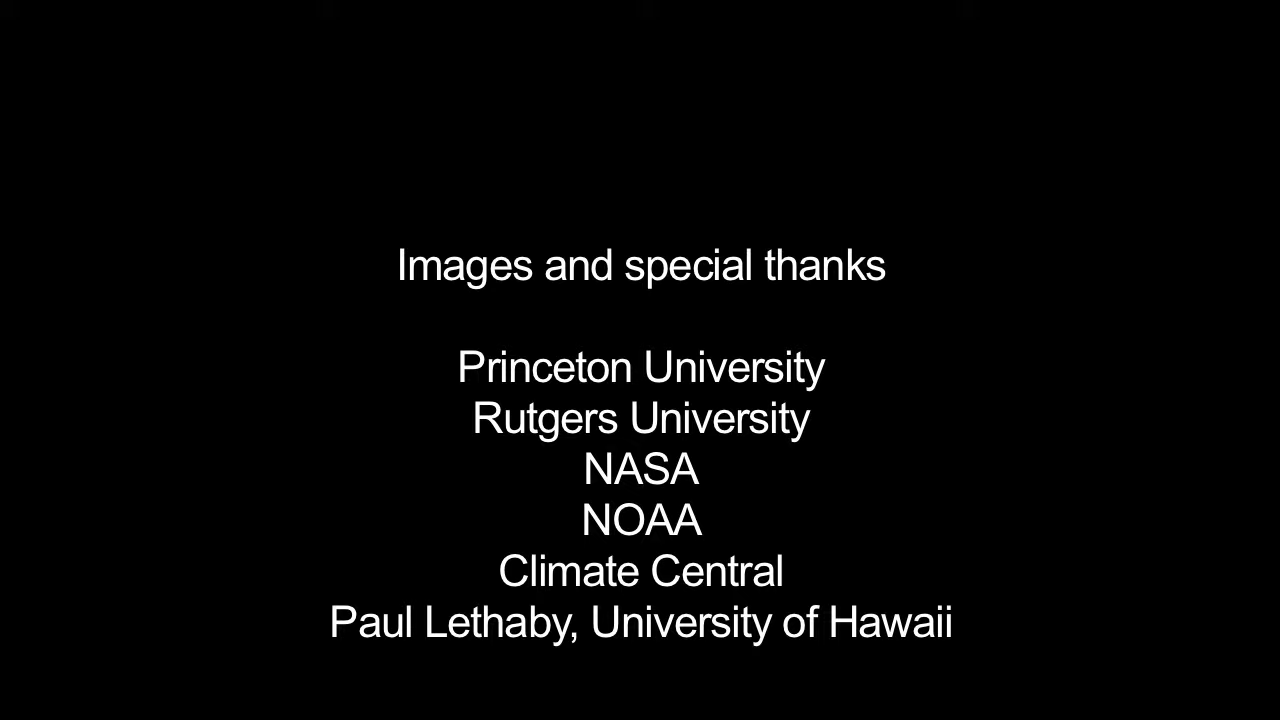 Images and special thanks
Princeton University
Rutgers University
NASA
NOAA
Climate Central
Paul Lethaby, University of Hawaii